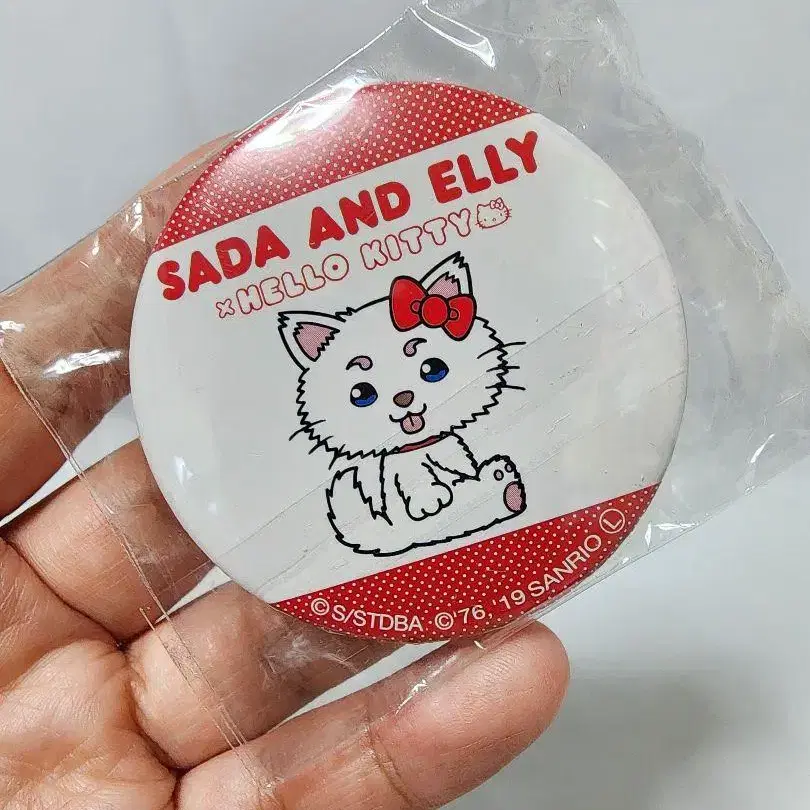 SADA AND ELLY
×HELLO KITTY
©S/STDBA ©'76, '19 SANRIO Ⓛ